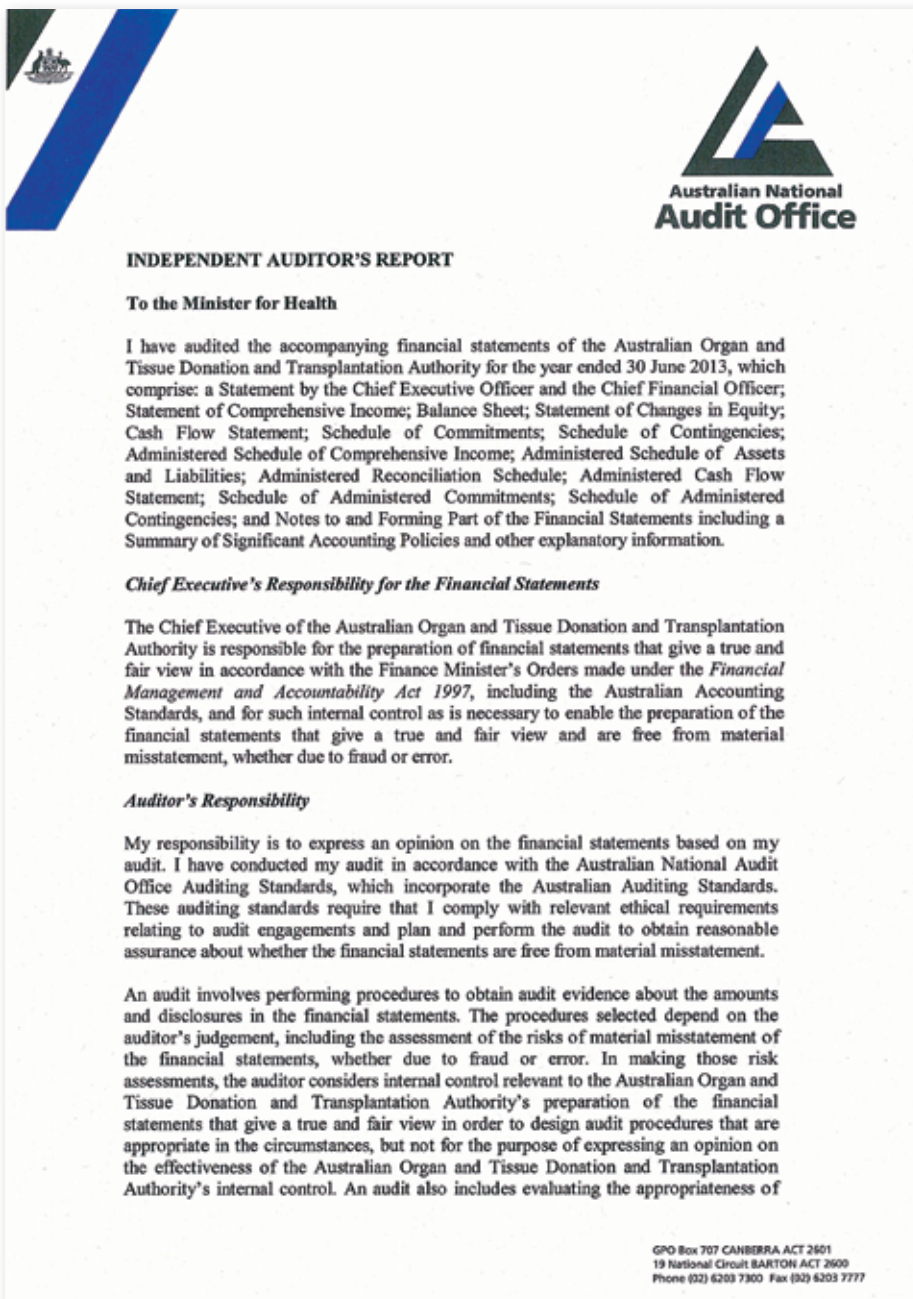 Australian National
Audit Office
INDEPENDENT AUDITOR'S REPORT
To the Minister for Health
I have audited the accompanying financial statements of the Australian Organ and
Tissue Donation and Transplantation Authority for the year ended 30 June 2013, which
comprise: a Statement by the Chief Executive Officer and the Chief Financial Officer;
Statement of Comprehensive Income; Balance Sheet; Statement of Changes in Equity;
Cash Flow Statement; Schedule of Commitments; Schedule of Contingencies;
Administered Schedule of Comprehensive Income; Administered Schedule of Assets
and Liabilities; Administered Reconciliation Schedule; Administered Cash Flow
Statement; Schedule of Administered Commitments; Schedule of Administered
Contingencies; and Notes to and Forming Part of the Financial Statements including a
Summary of Significant Accounting Policies and other explanatory information.
Chief Executive's Responsibility for the Financial Statements
The Chief Executive of the Australian Organ and Tissue Donation and Transplantation
Authority is responsible for the preparation of financial statements that give a true and
fair view in accordance with the Finance Minister's Orders made under the Financial
Management and Accountability Act 1997, including the Australian Accounting
Standards, and for such internal control as is necessary to enable the preparation of the
financial statements that give a true and fair view and are free from material
misstatement, whether due to fraud or error.
Auditor's Responsibility
My responsibility is to express an opinion on the financial statements based on my
audit. I have conducted my audit in accordance with the Australian National Audit
Office Auditing Standards, which incorporate the Australian Auditing Standards.
These auditing standards require that I comply with relevant ethical requirements
relating to audit engagements and plan and perform the audit to obtain reasonable
assurance about whether the financial statements are free from material misstatement.
An audit involves performing procedures to obtain audit evidence about the amounts
and disclosures in the financial statements. The procedures selected depend on the
auditor's judgement, including the assessment of the risks of material misstatement of
the financial statements, whether due to fraud or error. In making those risk
assessments, the auditor considers internal control relevant to the Australian Organ and
Tissue Donation and Transplantation Authority's preparation of the financial
statements that give a true and fair view in order to design audit procedures that are
appropriate in the circumstances, but not for the purpose of expressing an opinion on
the effectiveness of the Australian Organ and Tissue Donation and Transplantation
Authority's internal control. An audit also includes evaluating the appropriateness of
GPO Box 707 CANBERRA ACT 2601
19 National Circuit BARTON ACT 2600
Phone (02) 6203 7300 Fax (02) 6203 7777